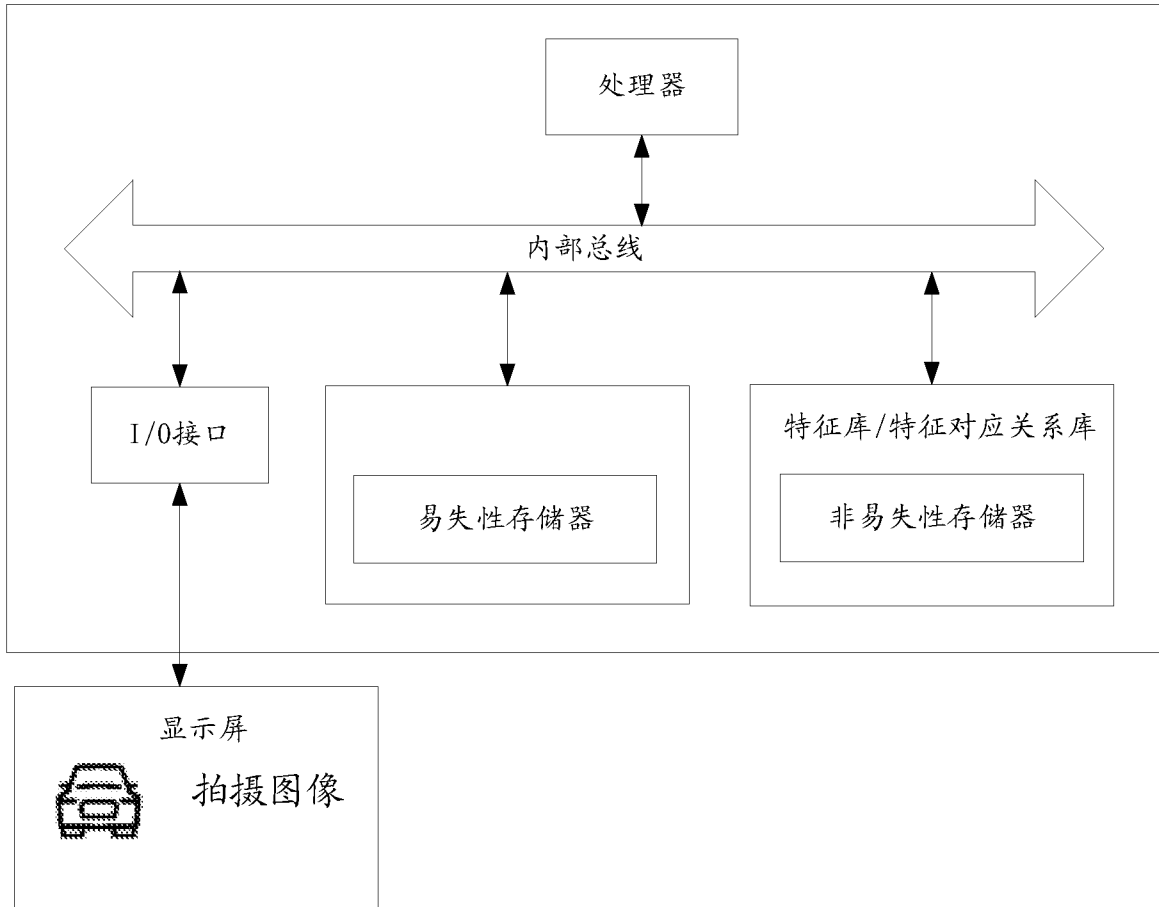 处理器
内部总线
I/O接口
特征库/特征对应关系库
易失性存储器
非易失性存储器
显示屏
拍摄图像